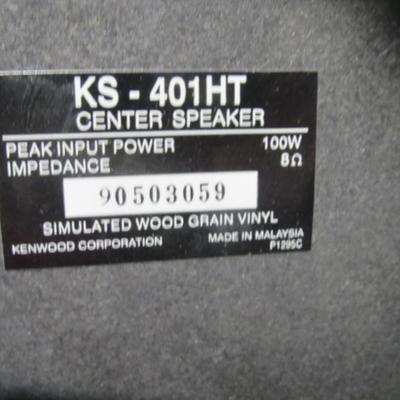 KS - 401HT
CENTER SPEAKER
PEAK INPUT POWER 100W
IMPEDANCE 8Ω
90503059
SIMULATED WOOD GRAIN VINYL
KENWOOD CORPORATION MADE IN MALAYSIA
P1295C